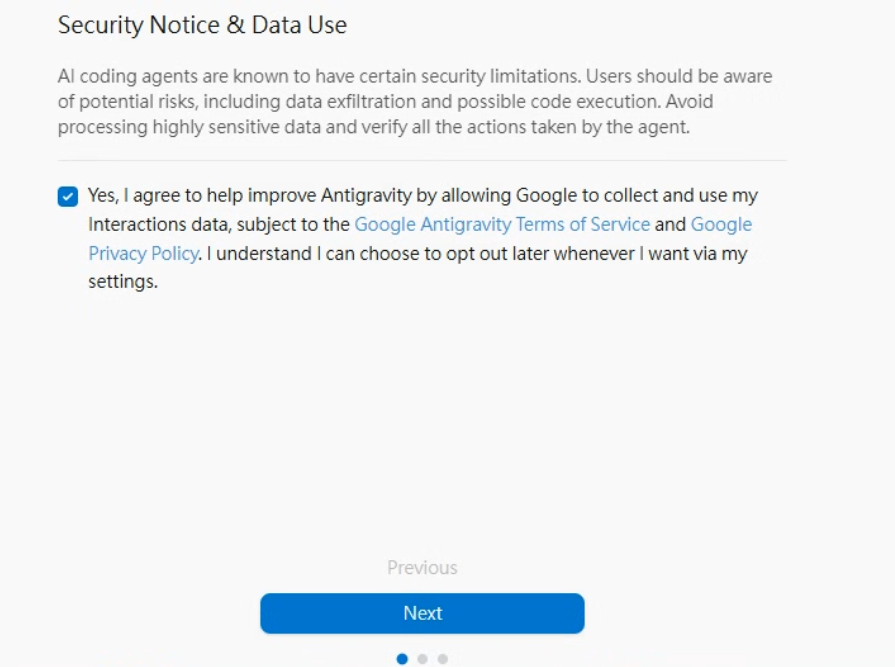 Security Notice & Data Use
AI coding agents are known to have certain security limitations. Users should be aware
of potential risks, including data exfiltration and possible code execution. Avoid
processing highly sensitive data and verify all the actions taken by the agent.
Yes, I agree to help improve Antigravity by allowing Google to collect and use my
Interactions data, subject to the Google Antigravity Terms of Service and Google
Privacy Policy. I understand I can choose to opt out later whenever I want via my
settings.
Previous
Next